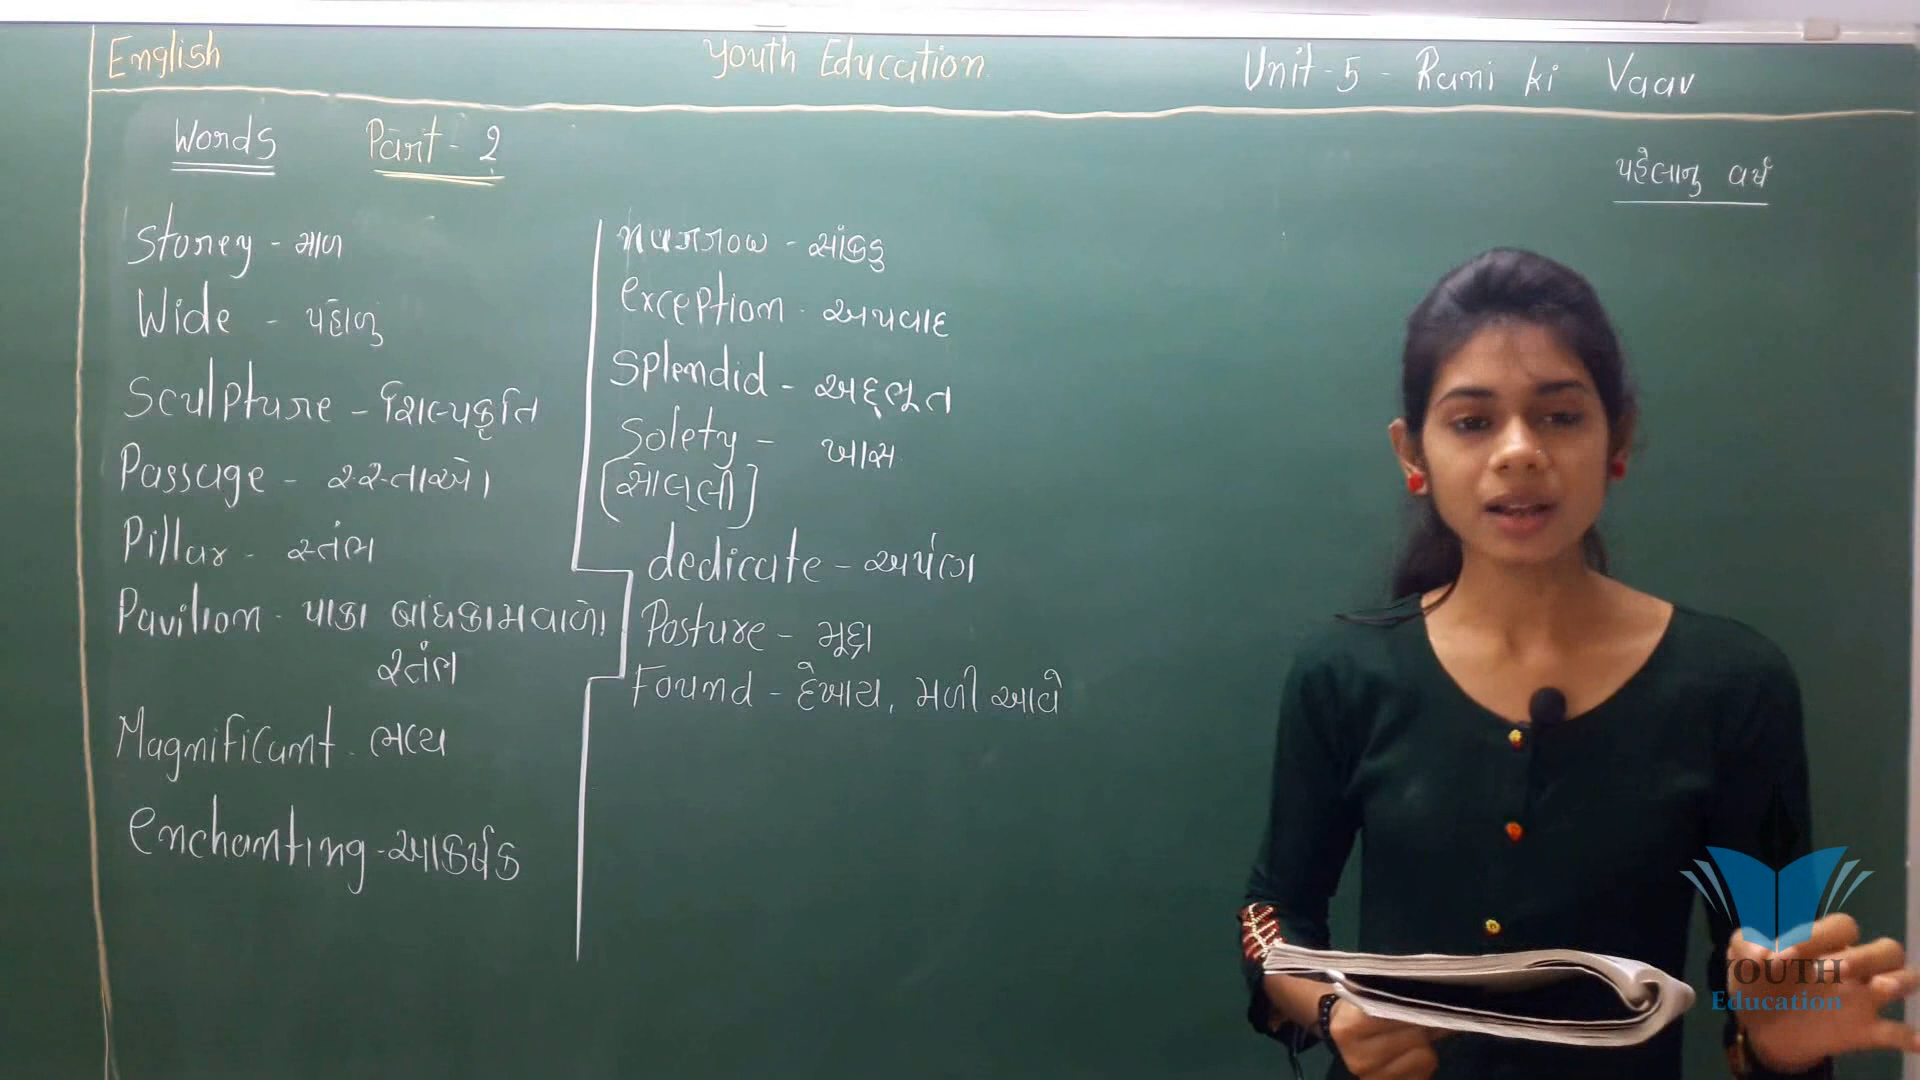 English
Youth Education
Unit-5 - Rani ki Vaav
Words Part-2
પહેલાનુ વર્ષ
Storey - માળ
Wide - પહોળુ
Sculpture - શિલ્પકૃતિ
Passage - રસ્તાઓ
Pillar - સ્તંભ
Pavilion - પાકા બાંધકામવાળો
સ્તંભ
Magnificant - ભવ્ય
enchanting - આકર્ષક
narrow - સાંકડુ
exception - અપવાદ
Splendid - અદ્ભૂત
Solety - ખાસ
[સોલ્લી]
dedicate - અર્પણ
Posture - મૂદ્રા
Found - દેખાય, મળી આવે
YOUTH
Education